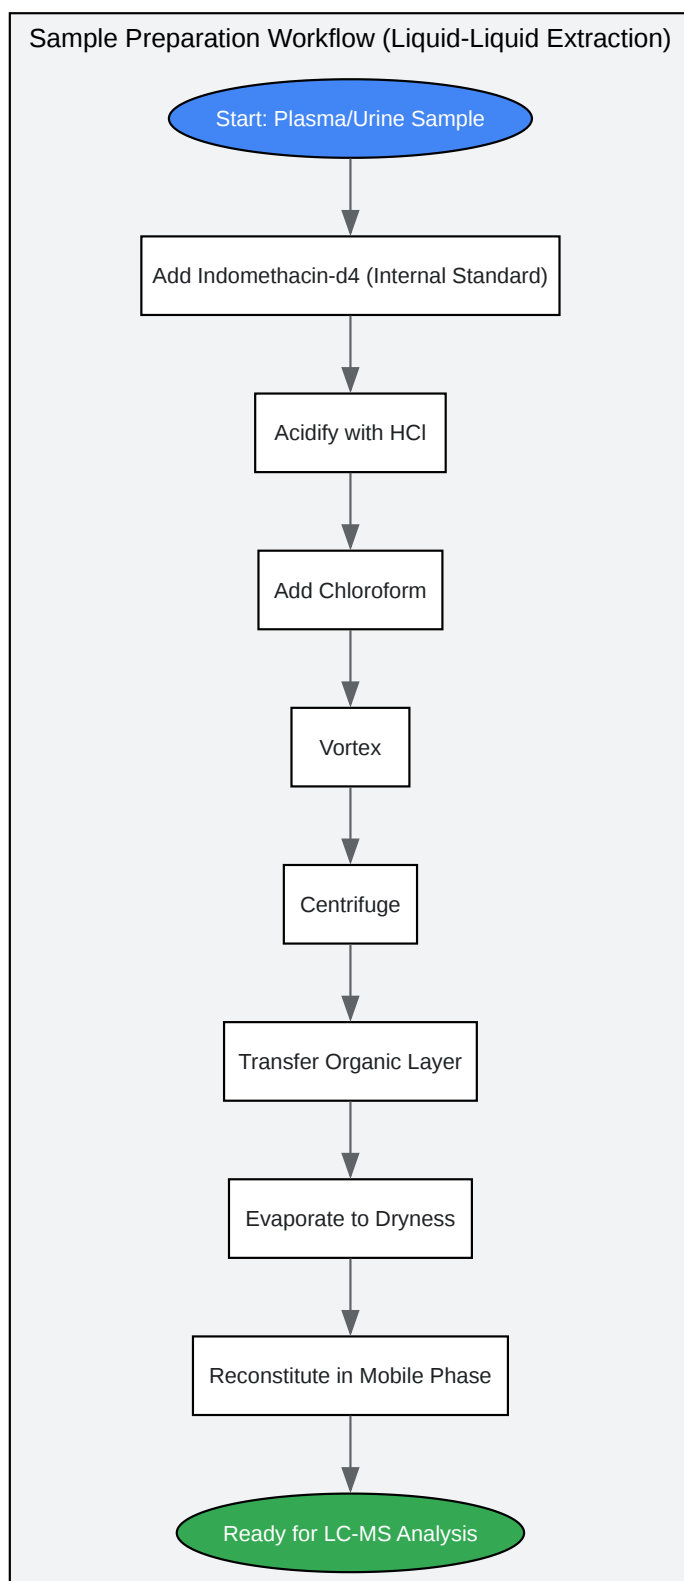 Sample Preparation Workflow (Liquid-Liquid Extraction)
Start: Plasma/Urine Sample
Add Indomethacin-d4 (Internal Standard)
Acidify with HCl
Add Chloroform
Vortex
Centrifuge
Transfer Organic Layer
Evaporate to Dryness
Reconstitute in Mobile Phase
Ready for LC-MS Analysis